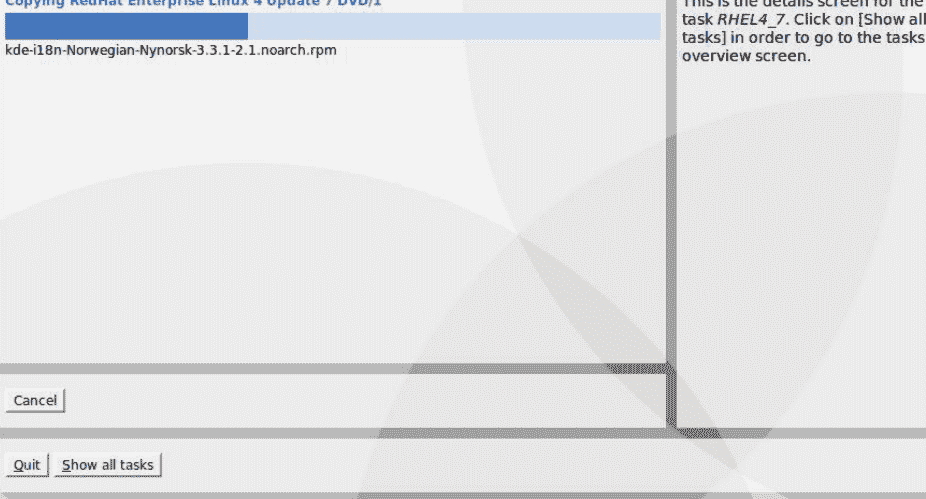 Copying RedHat Enterprise Linux 4 Update 7 DVD/1
kde-i18n-Norwegian-Nynorsk-3.3.1-2.1.noarch.rpm
This is the details screen for the
task RHEL4_7. Click on [Show all
tasks] in order to go to the tasks
overview screen.
Cancel
Quit
Show all tasks